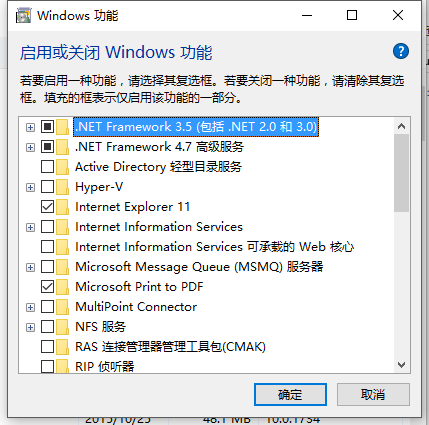 Windows 功能
启用或关闭 Windows 功能
若要启用一种功能，请选择其复选框。若要关闭一种功能，请清除其复选
框。填充的框表示仅启用该功能的一部分。
.NET Framework 3.5 (包括 .NET 2.0 和 3.0)
.NET Framework 4.7 高级服务
Active Directory 轻型目录服务
Hyper-V
Internet Explorer 11
Internet Information Services
Internet Information Services 可承载的 Web 核心
Microsoft Message Queue (MSMQ) 服务器
Microsoft Print to PDF
MultiPoint Connector
NFS 服务
RAS 连接管理器管理工具包(CMAK)
RIP 侦听器
确定
取消
2015/10/25 48.1 MB 10.0.1734